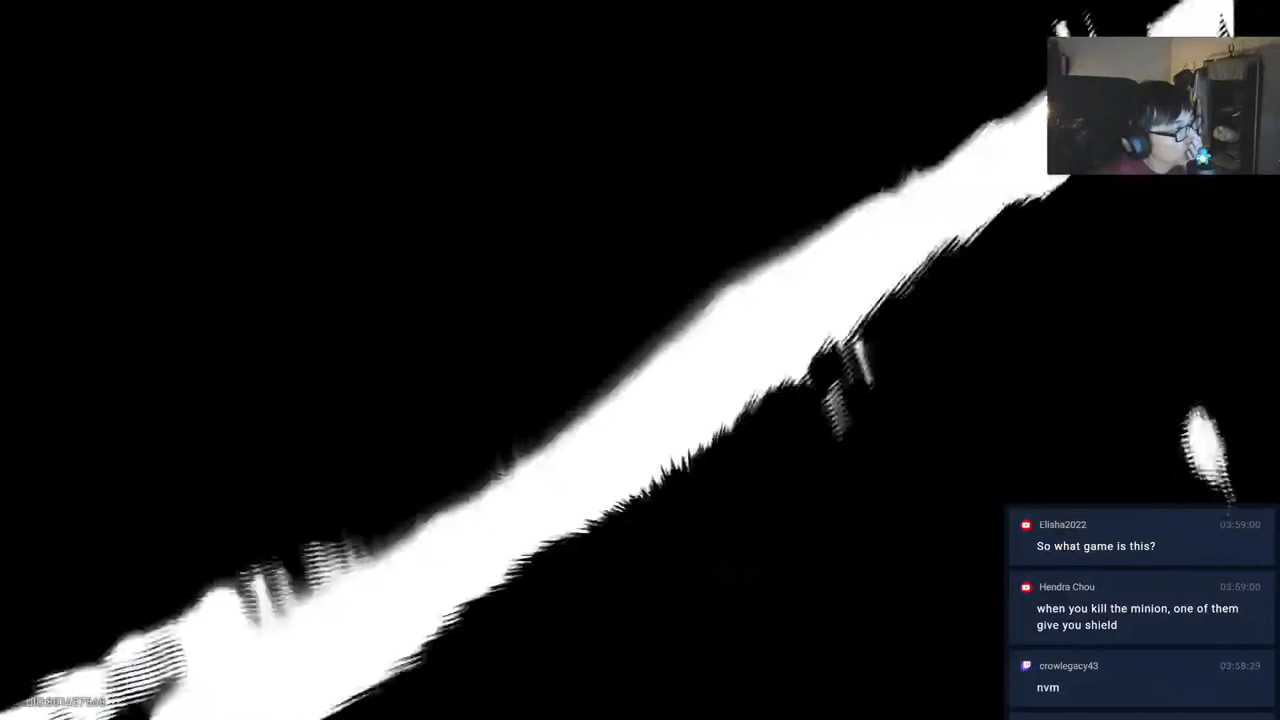 Elisha2022 03:59:00
So what game is this?
Hendra Chou 03:59:00
when you kill the minion, one of them
give you shield
crowlegacy43 03:58:29
nvm